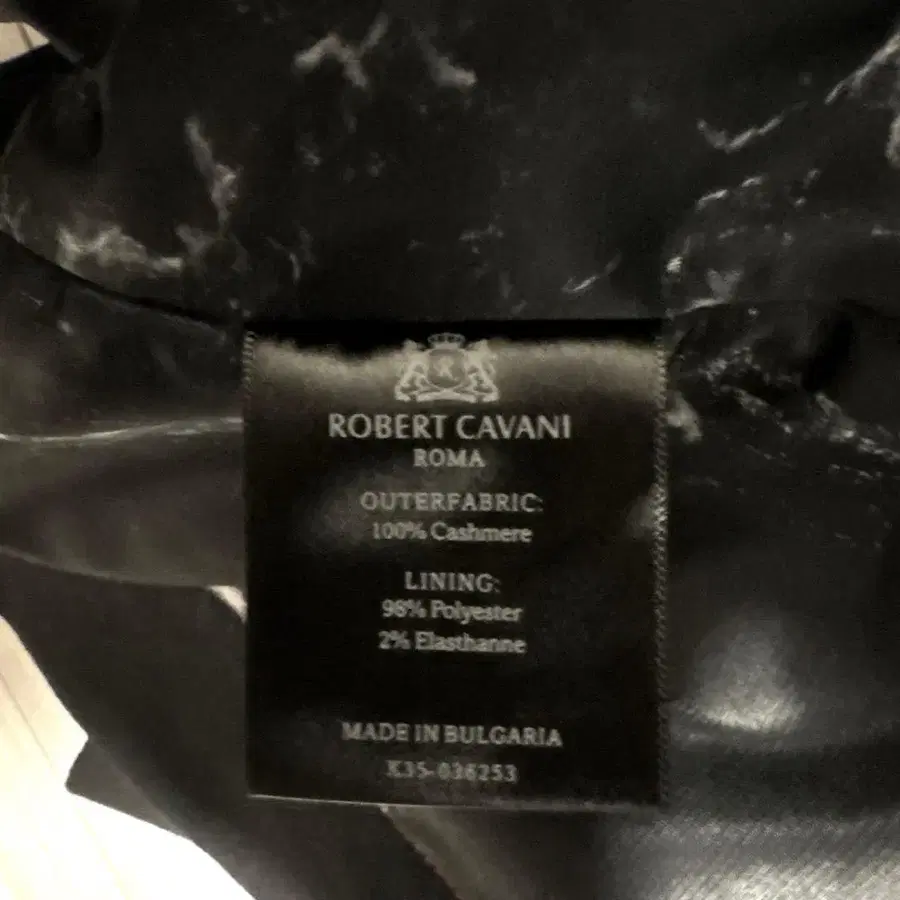 ROBERT CAVANI
ROMA
OUTERFABRIC:
100% Cashmere
LINING:
98% Polyester
2% Elasthanne
MADE IN BULGARIA
K35-036253